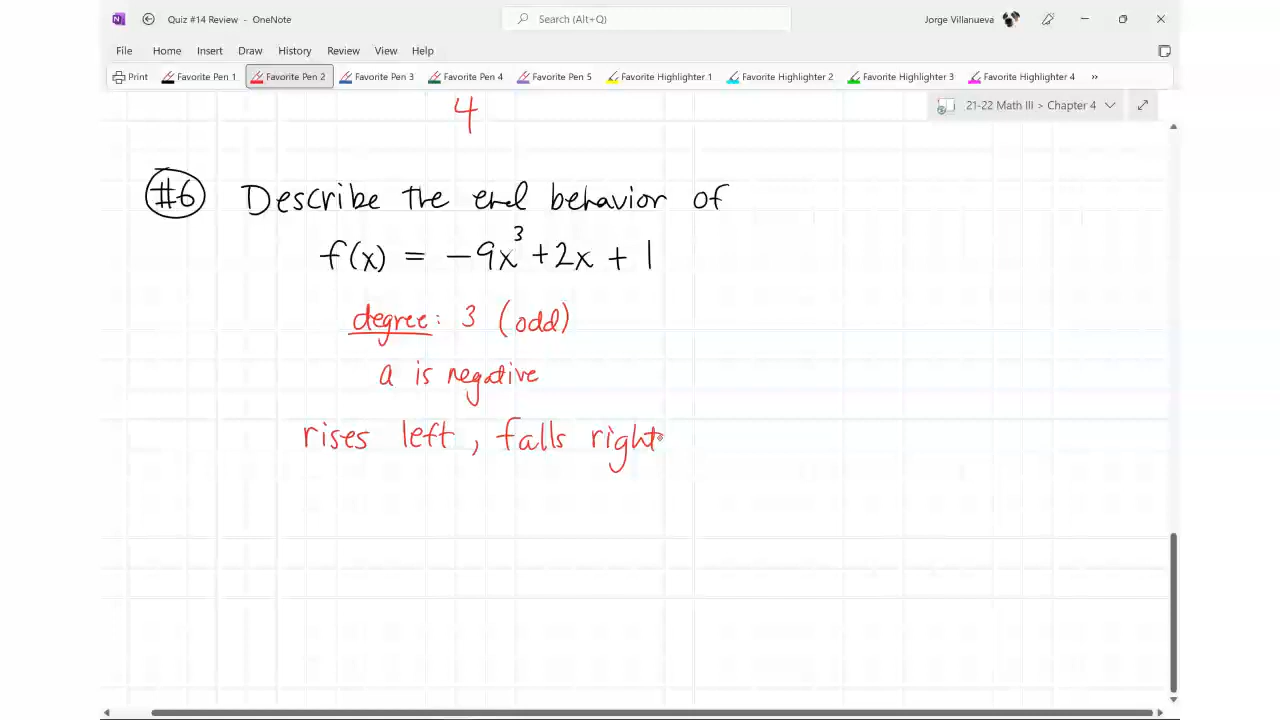 Quiz #14 Review - OneNote
Search (Alt+Q)
Jorge Villanueva
File Home Insert Draw History Review View Help
Print Favorite Pen 1 Favorite Pen 2 Favorite Pen 3 Favorite Pen 4 Favorite Pen 5 Favorite Highlighter 1 Favorite Highlighter 2 Favorite Highlighter 3 Favorite Highlighter 4 »
21-22 Math III > Chapter 4
4
#6 Describe the end behavior of
f(x) = -9x³ + 2x + 1
degree: 3 (odd)
a is negative
rises left, falls right